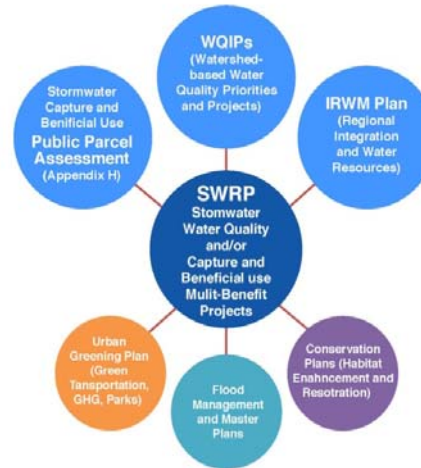 WQIPs
(Watershed-
based Water
Quality Priorities
and Projects)
Stormwater
Capture and
Benificial Use
Public Parcel
Assessment
(Appendix H)
IRWM Plan
(Regional
Integration
and Water
Resources)
SWRP
Stomwater
Water Quality
and/or
Capture and
Beneficial use
Mulit-Benefit
Projects
Urban
Greening Plan
(Green
Tansportation,
GHG, Parks)
Flood
Management
and Master
Plans
Conservation
Plans (Habitat
Enahncement and
Resotration)